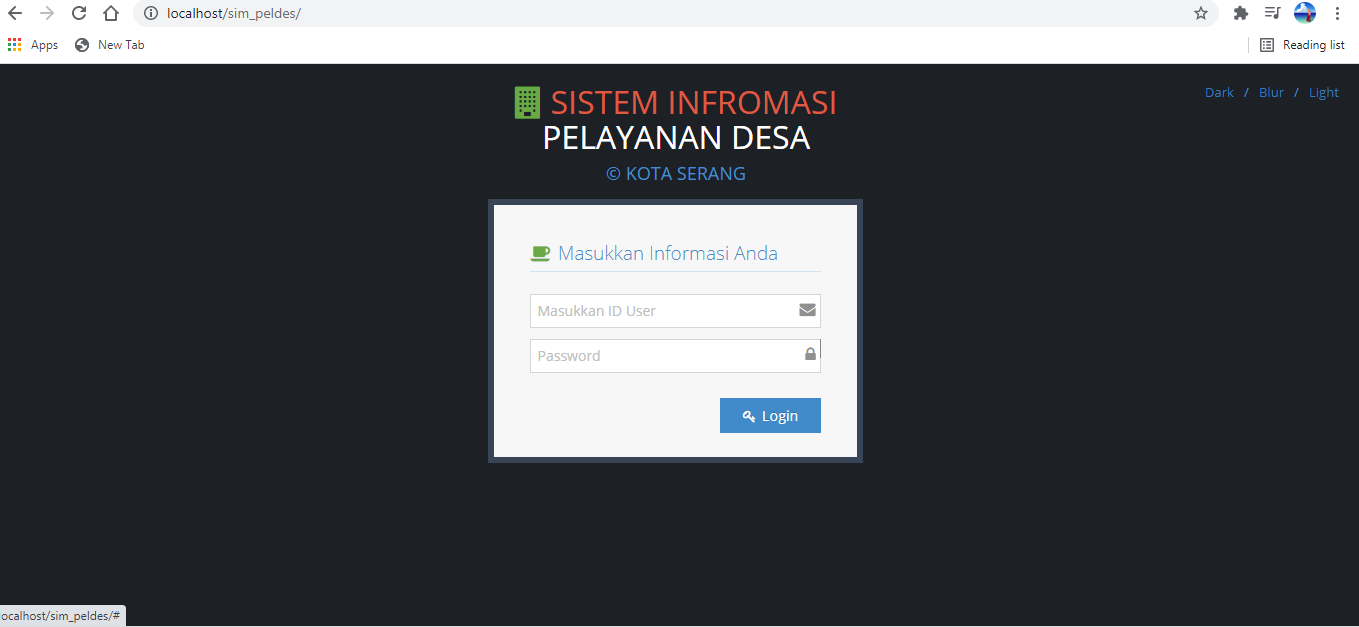 localhost/sim_peldes/
Apps
New Tab
Reading list
SISTEM INFROMASI
PELAYANAN DESA
© KOTA SERANG
Dark / Blur / Light
Masukkan Informasi Anda
Masukkan ID User
Password
Login
ocalhost/sim_peldes/#